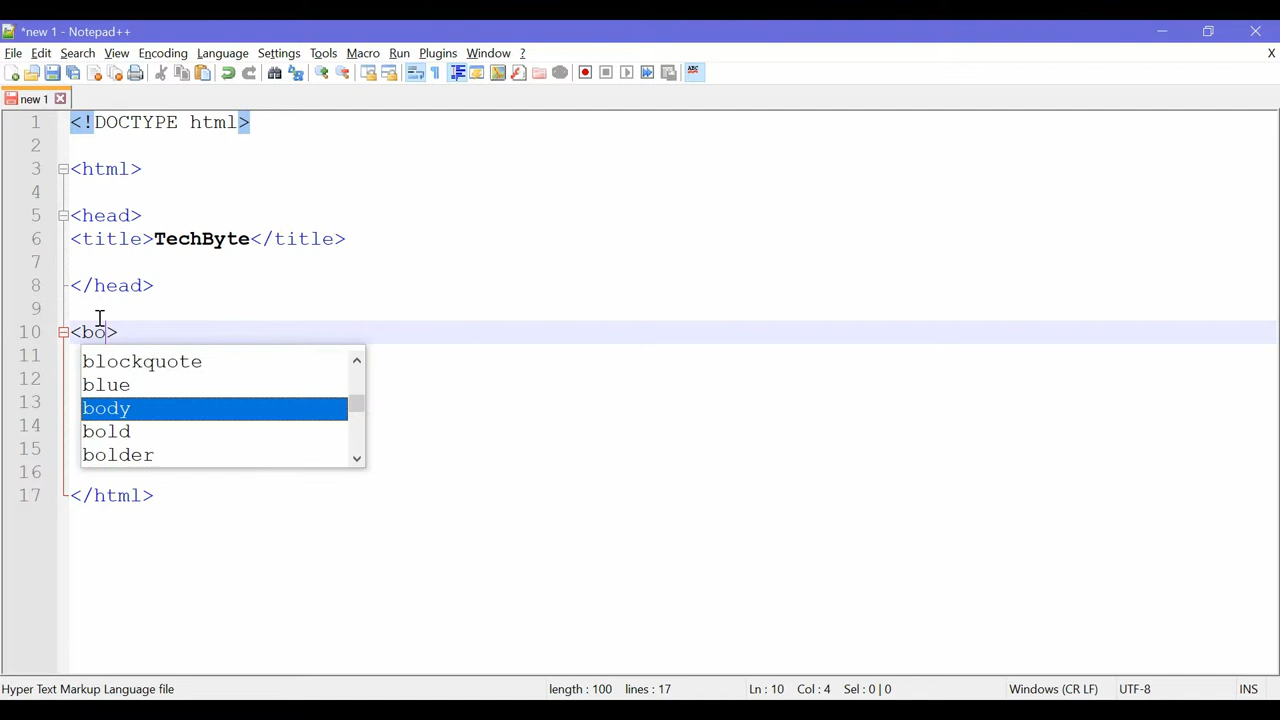 *new 1 - Notepad++
File Edit Search View Encoding Language Settings Tools Macro Run Plugins Window ? X
new 1
1 <!DOCTYPE html>
2
3 <html>
4
5 <head>
6 <title>TechByte</title>
7
8 </head>
9
10 <bo>
11 blockquote
12 blue
13 body
14 bold
15 bolder
16
17 </html>
Hyper Text Markup Language file length : 100 lines : 17 Ln : 10 Col : 4 Sel : 0 | 0 Windows (CR LF) UTF-8 INS